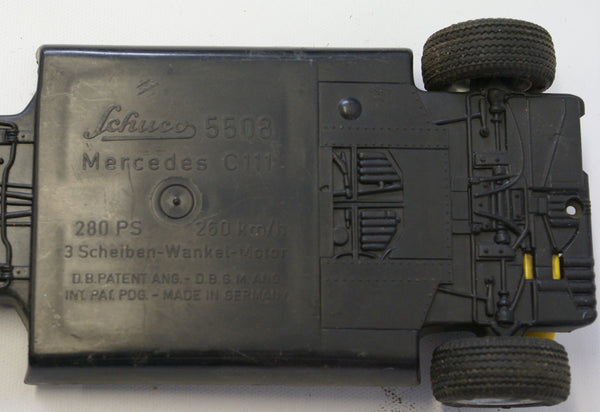 Schuco 5508
Mercedes C111
280 PS 260 km/h
3 Scheiben-Wankel-Motor
D.B.PATENT ANG.- D.B.G.M.ANG.
INT. PAT. PDG. - MADE IN GERMANY